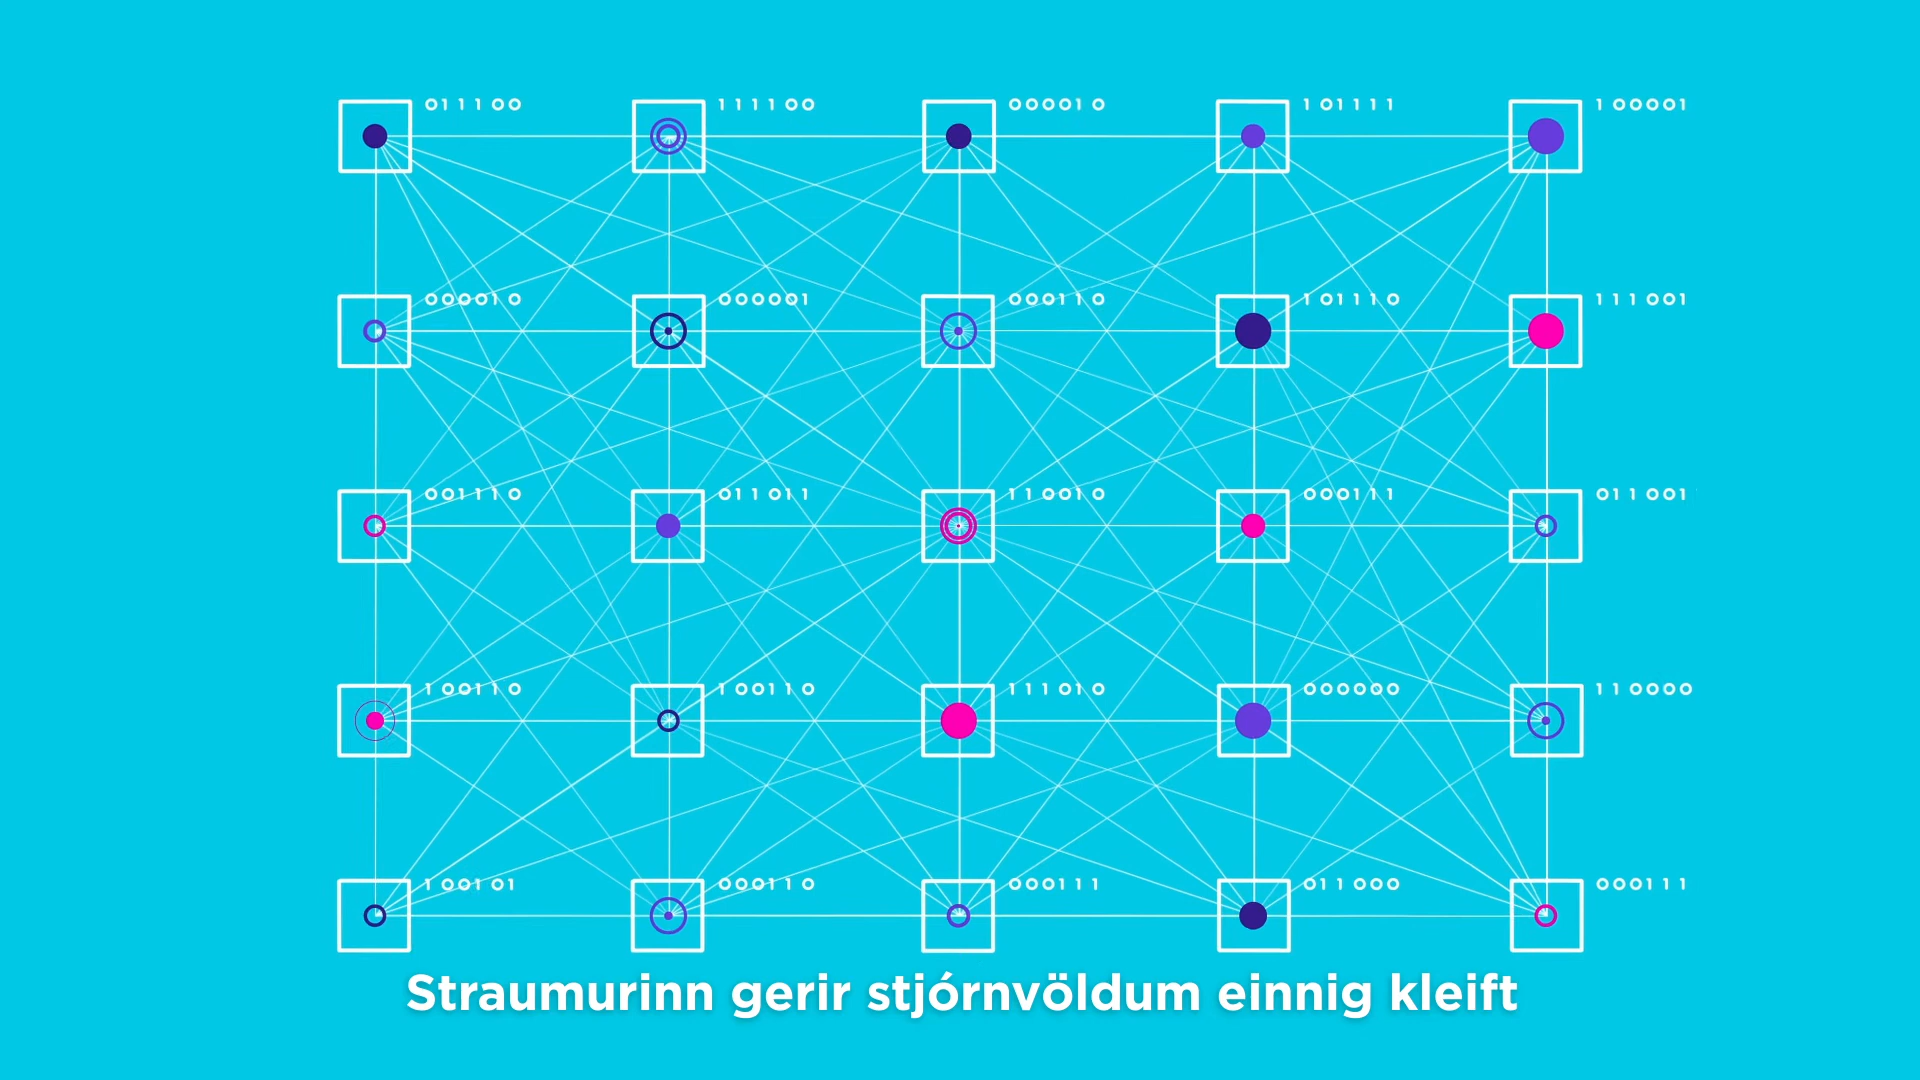 011100 111100 000010 101111 100001
000010 000001 000110 101110 111001
001110 011011 110010 000111 011001
100110 100110 111010 000000 110000
100101 000110 000111 011000 000111
Straumurinn gerir stjórnvöldum einnig kleift